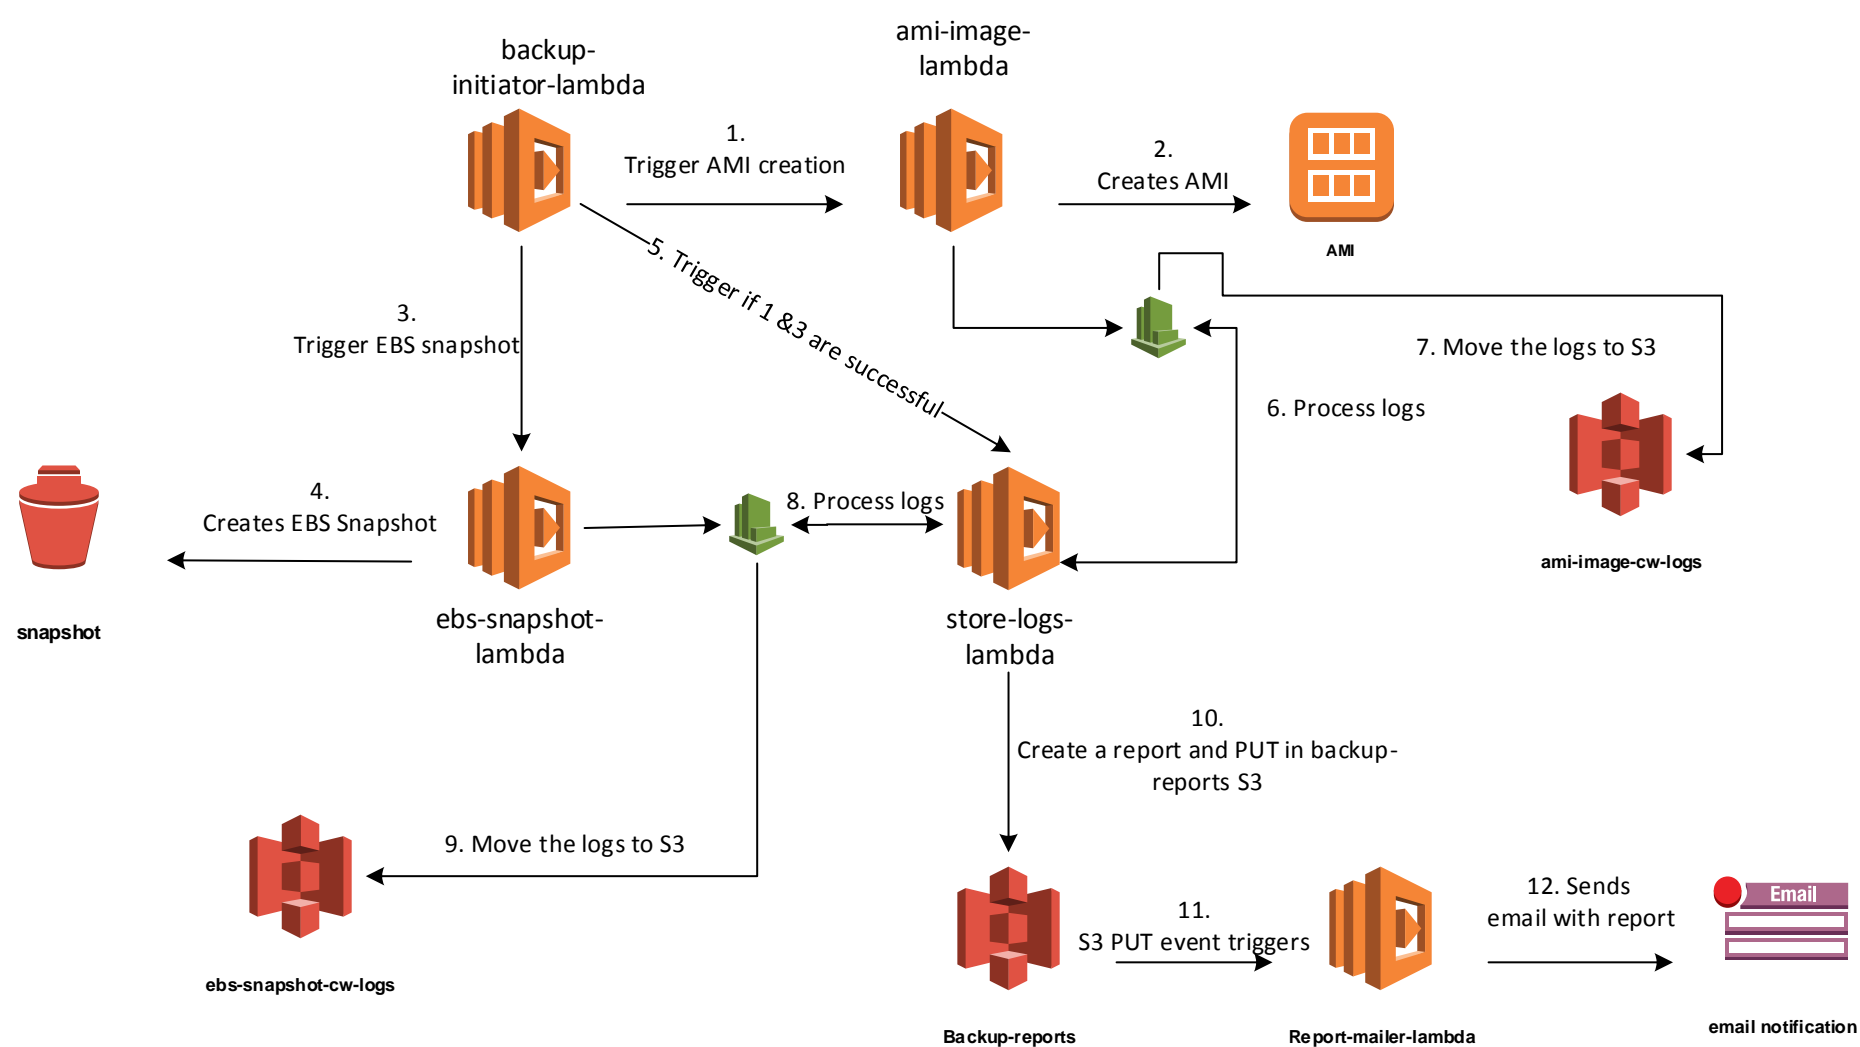 backup-
initiator-lambda
ami-image-
lambda
1.
Trigger AMI creation
2.
Creates AMI
AMI
5. Trigger if 1 &3 are successful
3.
Trigger EBS snapshot
7. Move the logs to S3
6. Process logs
ami-image-cw-logs
4.
Creates EBS Snapshot
8. Process logs
snapshot
ebs-snapshot-
lambda
store-logs-
lambda
10.
Create a report and PUT in backup-
reports S3
9. Move the logs to S3
ebs-snapshot-cw-logs
11.
S3 PUT event triggers
12. Sends
email with report
Email
Backup-reports
Report-mailer-lambda
email notification